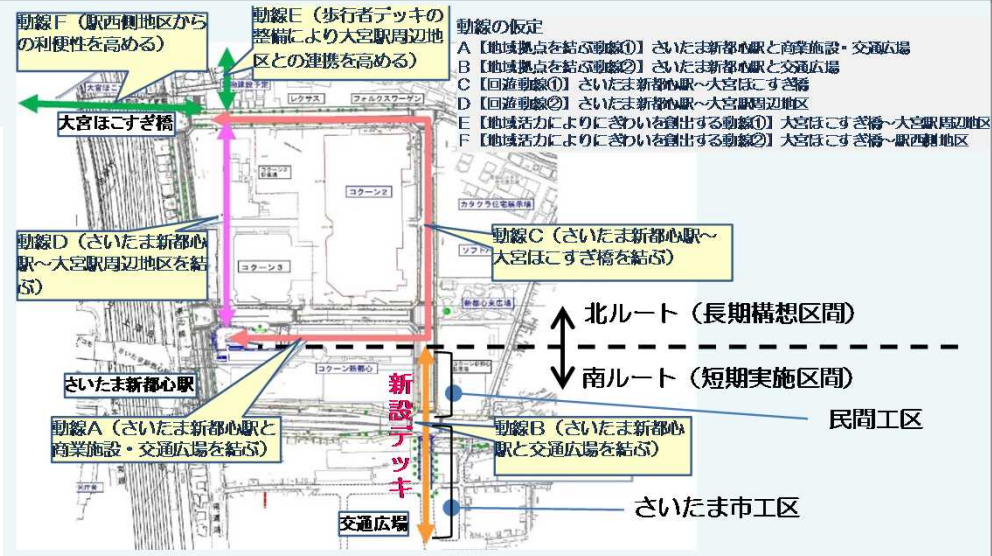 動線F（駅西側地区から
の利便性を高める）
動線E（歩行者デッキの
整備により大宮駅周辺地
区との連携を高める）
動線の仮定
A【地域拠点を結ぶ動線①】さいたま新都心駅と商業施設・交通広場
B【地域拠点を結ぶ動線②】さいたま新都心駅と交通広場
C【回遊動線①】さいたま新都心駅～大宮ほこすぎ橋
D【回遊動線②】さいたま新都心駅～大宮駅周辺地区
E【地域活力によりにぎわいを創出する動線①】大宮ほこすぎ橋～大宮駅周辺地区
F【地域活力によりにぎわいを創出する動線②】大宮ほこすぎ橋～駅西側地区
レクサス
フォルクスワーゲン
大宮ほこすぎ橋
コクーン2
カタクラ住宅展示場
動線D（さいたま新都心
駅～大宮駅周辺地区を結
ぶ）
コクーン3
動線C（さいたま新都心駅～
大宮ほこすぎ橋を結ぶ）
新都心東広場
北ルート（長期構想区間）
コクーン新都心
さいたま新都心駅
南ルート（短期実施区間）
新設デッキ
民間工区
動線A（さいたま新都心駅と
商業施設・交通広場を結ぶ）
動線B（さいたま新都心
駅と交通広場を結ぶ）
さいたま市工区
交通広場